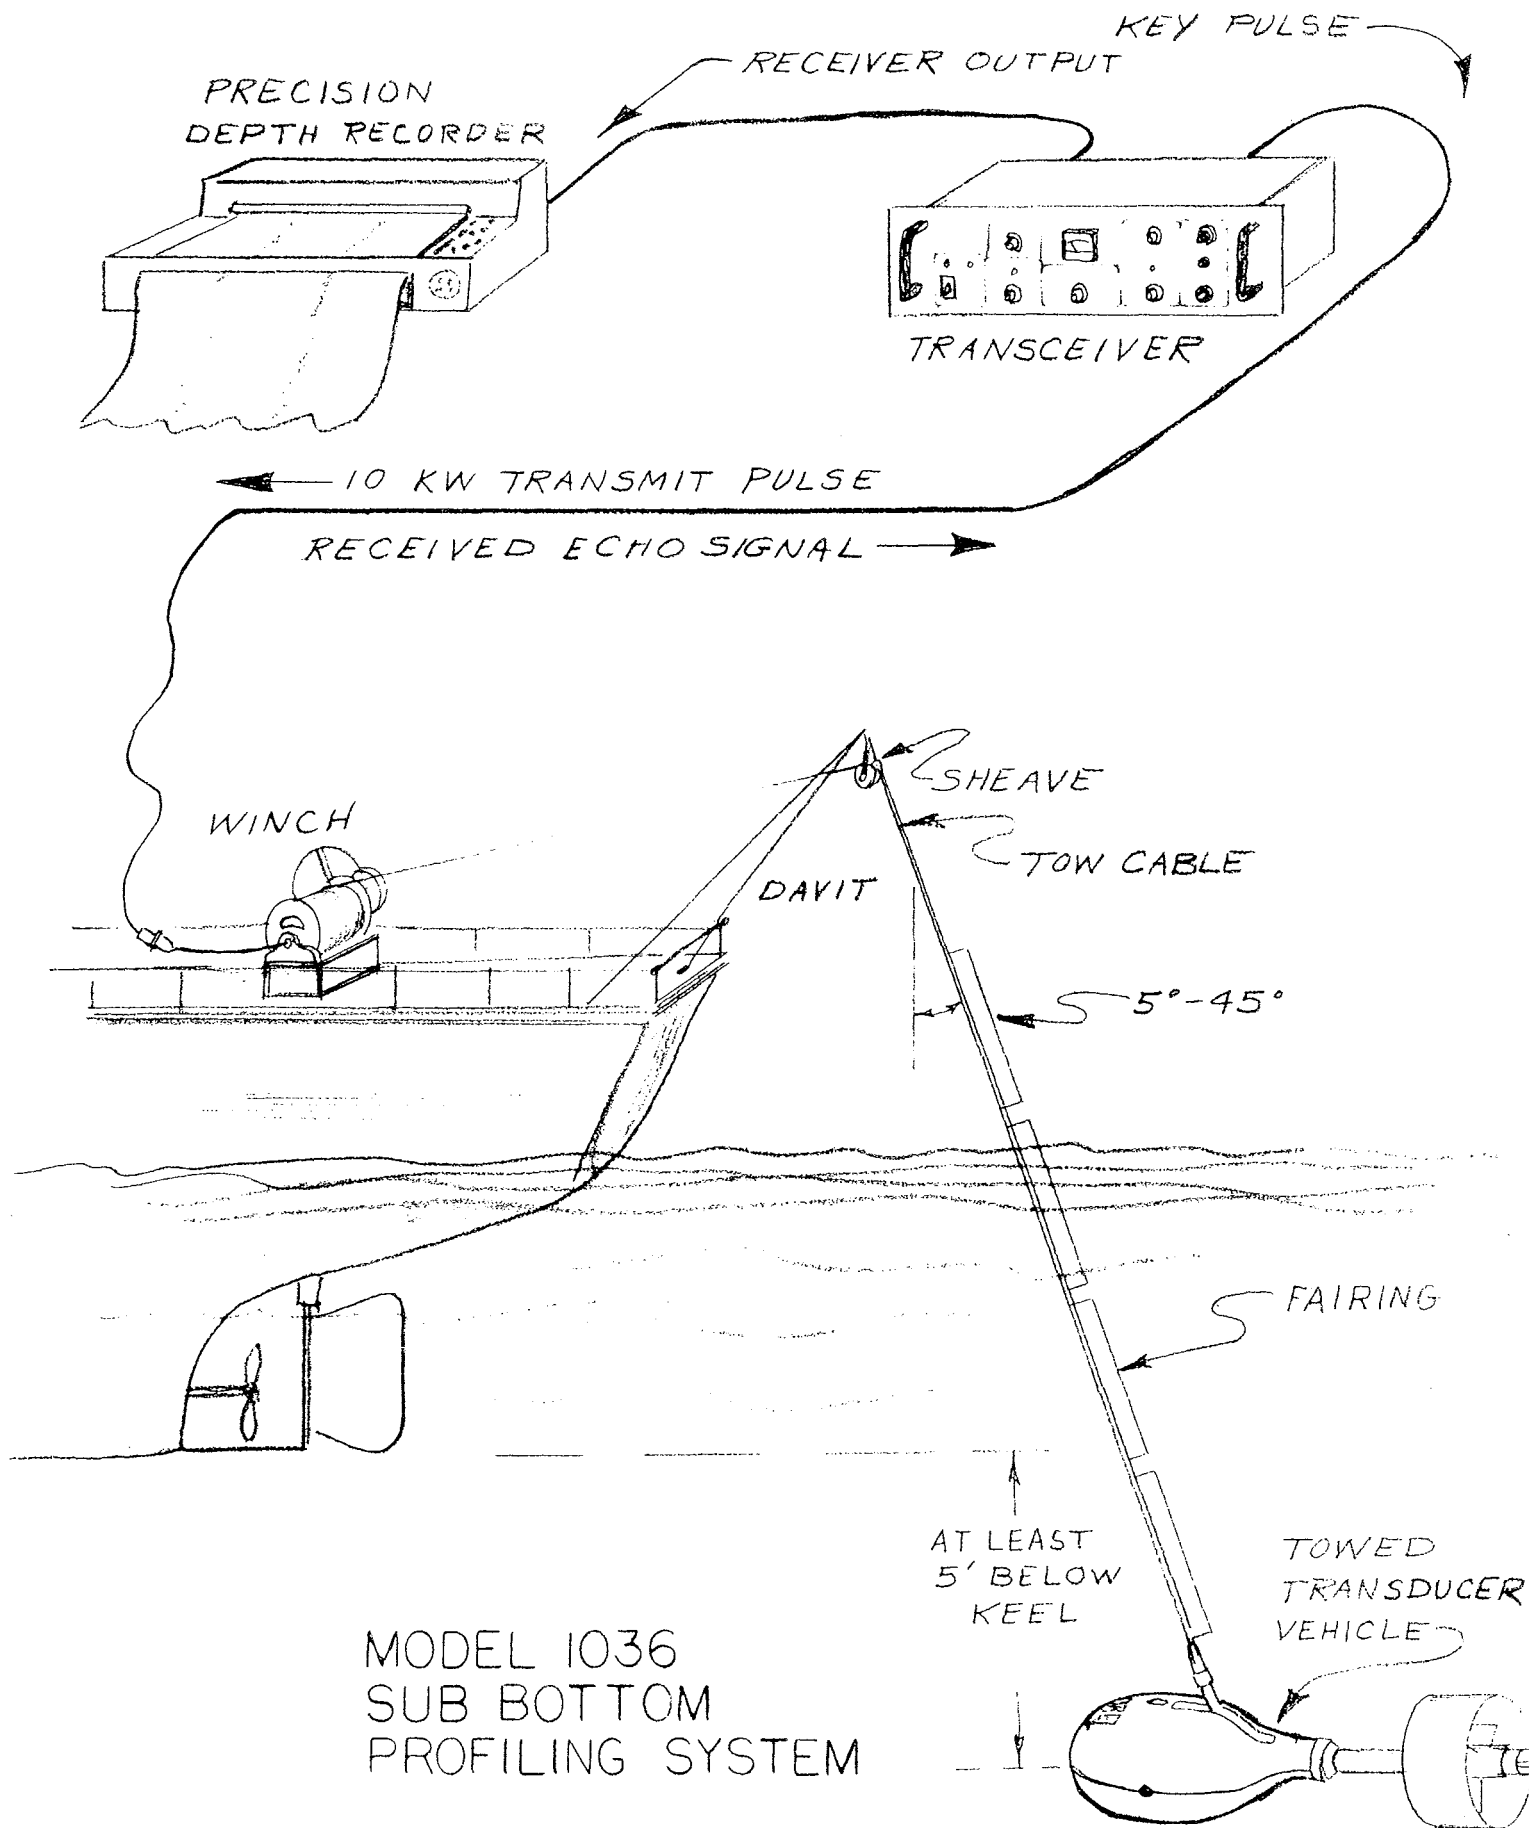 KEY PULSE
RECEIVER OUTPUT
PRECISION
DEPTH RECORDER
TRANSCEIVER
10 KW TRANSMIT PULSE
RECEIVED ECHO SIGNAL
SHEAVE
WINCH
TOW CABLE
DAVIT
5°-45°
FAIRING
AT LEAST
5' BELOW
KEEL
TOWED
TRANSDUCER
VEHICLE
MODEL 1036
SUB BOTTOM
PROFILING SYSTEM